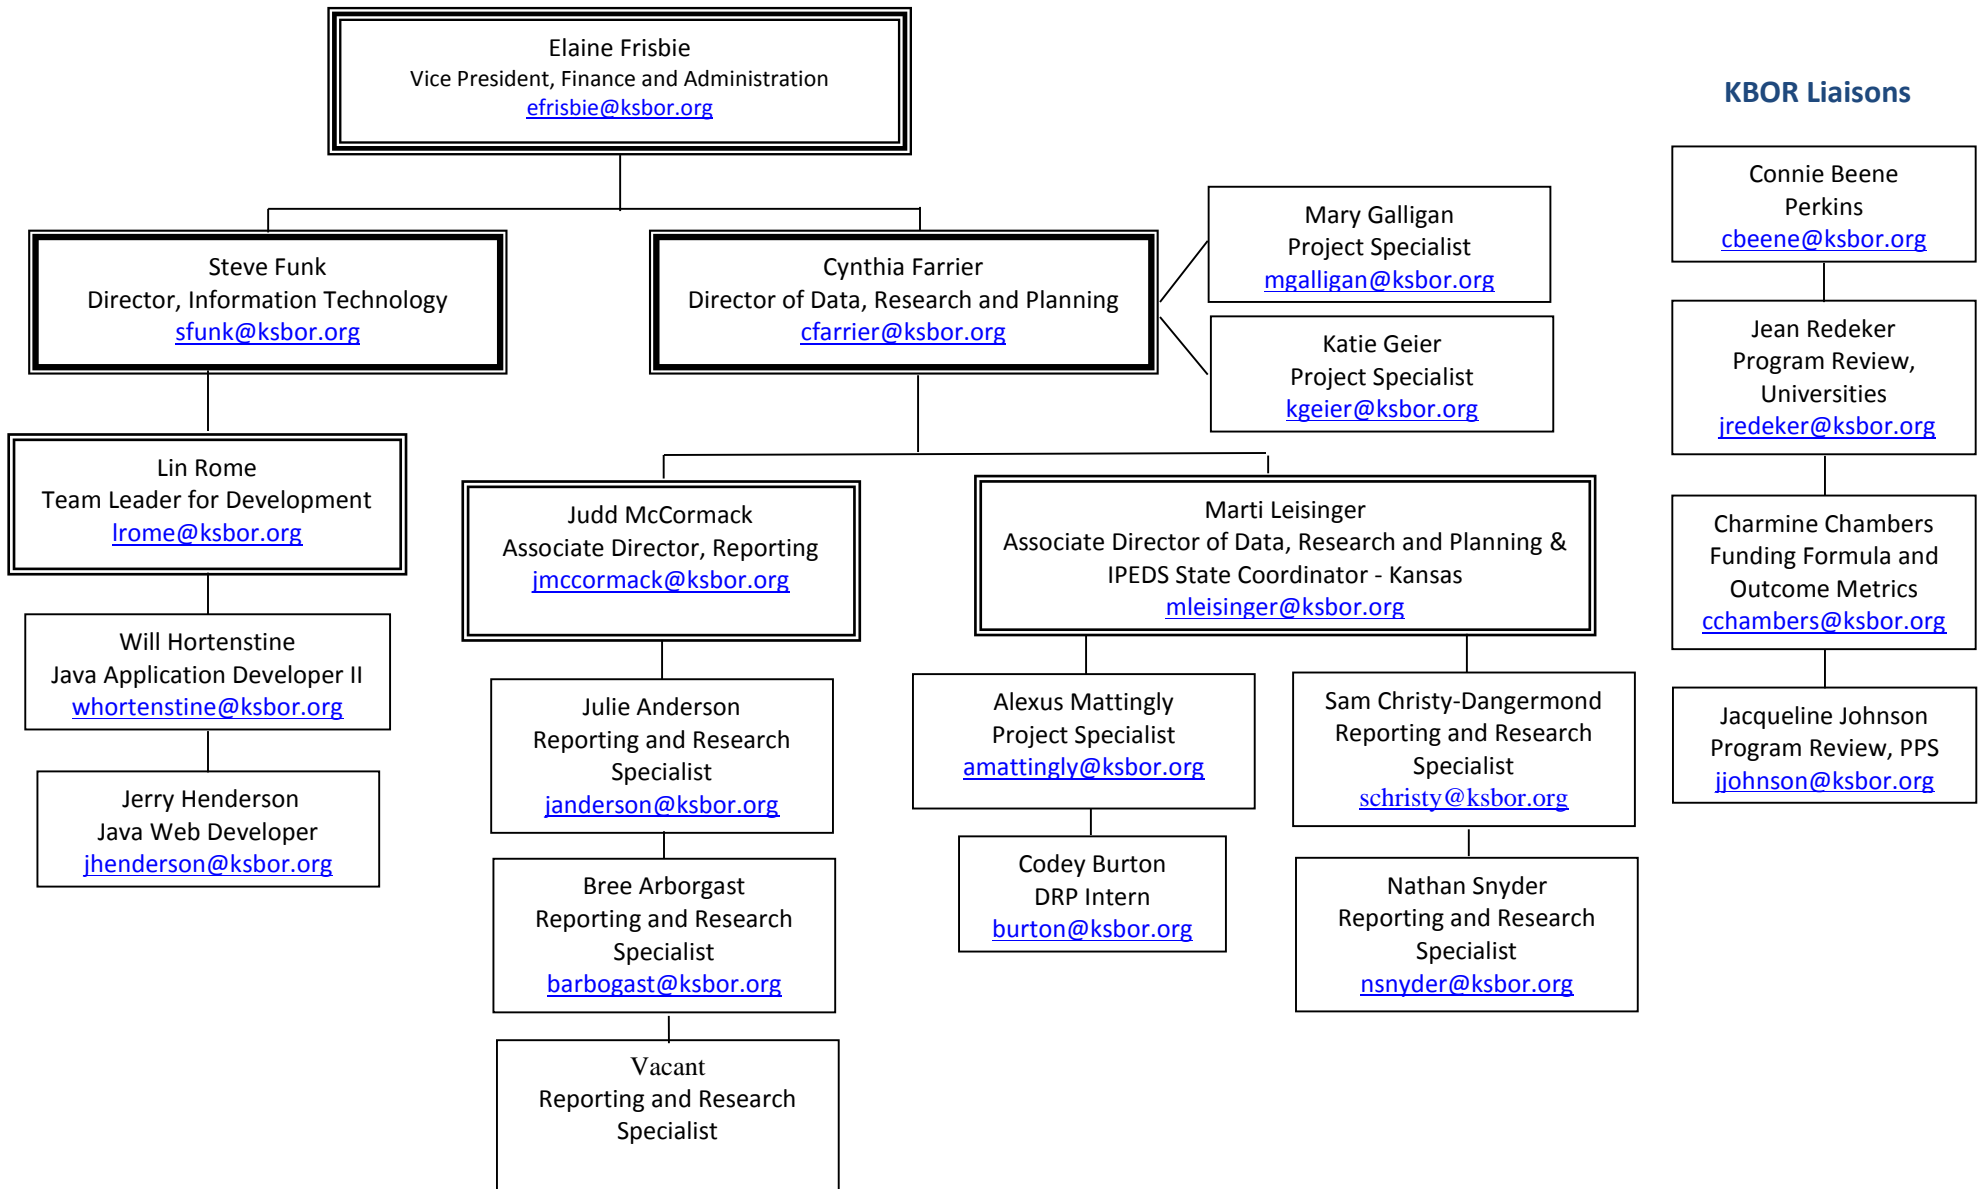 Elaine Frisbie
Vice President, Finance and Administration
efrisbie@ksbor.org
KBOR Liaisons
Steve Funk
Director, Information Technology
sfunk@ksbor.org
Cynthia Farrier
Director of Data, Research and Planning
cfarrier@ksbor.org
Mary Galligan
Project Specialist
mgalligan@ksbor.org
Katie Geier
Project Specialist
kgeier@ksbor.org
Lin Rome
Team Leader for Development
lrome@ksbor.org
Will Hortenstine
Java Application Developer II
whortenstine@ksbor.org
Jerry Henderson
Java Web Developer
jhenderson@ksbor.org
Judd McCormack
Associate Director, Reporting
jmccormack@ksbor.org
Julie Anderson
Reporting and Research
Specialist
janderson@ksbor.org
Bree Arborgast
Reporting and Research
Specialist
barbogast@ksbor.org
Vacant
Reporting and Research
Specialist
Marti Leisinger
Associate Director of Data, Research and Planning &
IPEDS State Coordinator - Kansas
mleisinger@ksbor.org
Alexus Mattingly
Project Specialist
amattingly@ksbor.org
Codey Burton
DRP Intern
burton@ksbor.org
Sam Christy-Dangermond
Reporting and Research
Specialist
schristy@ksbor.org
Nathan Snyder
Reporting and Research
Specialist
nsnyder@ksbor.org
Connie Beene
Perkins
cbeene@ksbor.org
Jean Redeker
Program Review,
Universities
jredeker@ksbor.org
Charmine Chambers
Funding Formula and
Outcome Metrics
cchambers@ksbor.org
Jacqueline Johnson
Program Review, PPS
jjohnson@ksbor.org